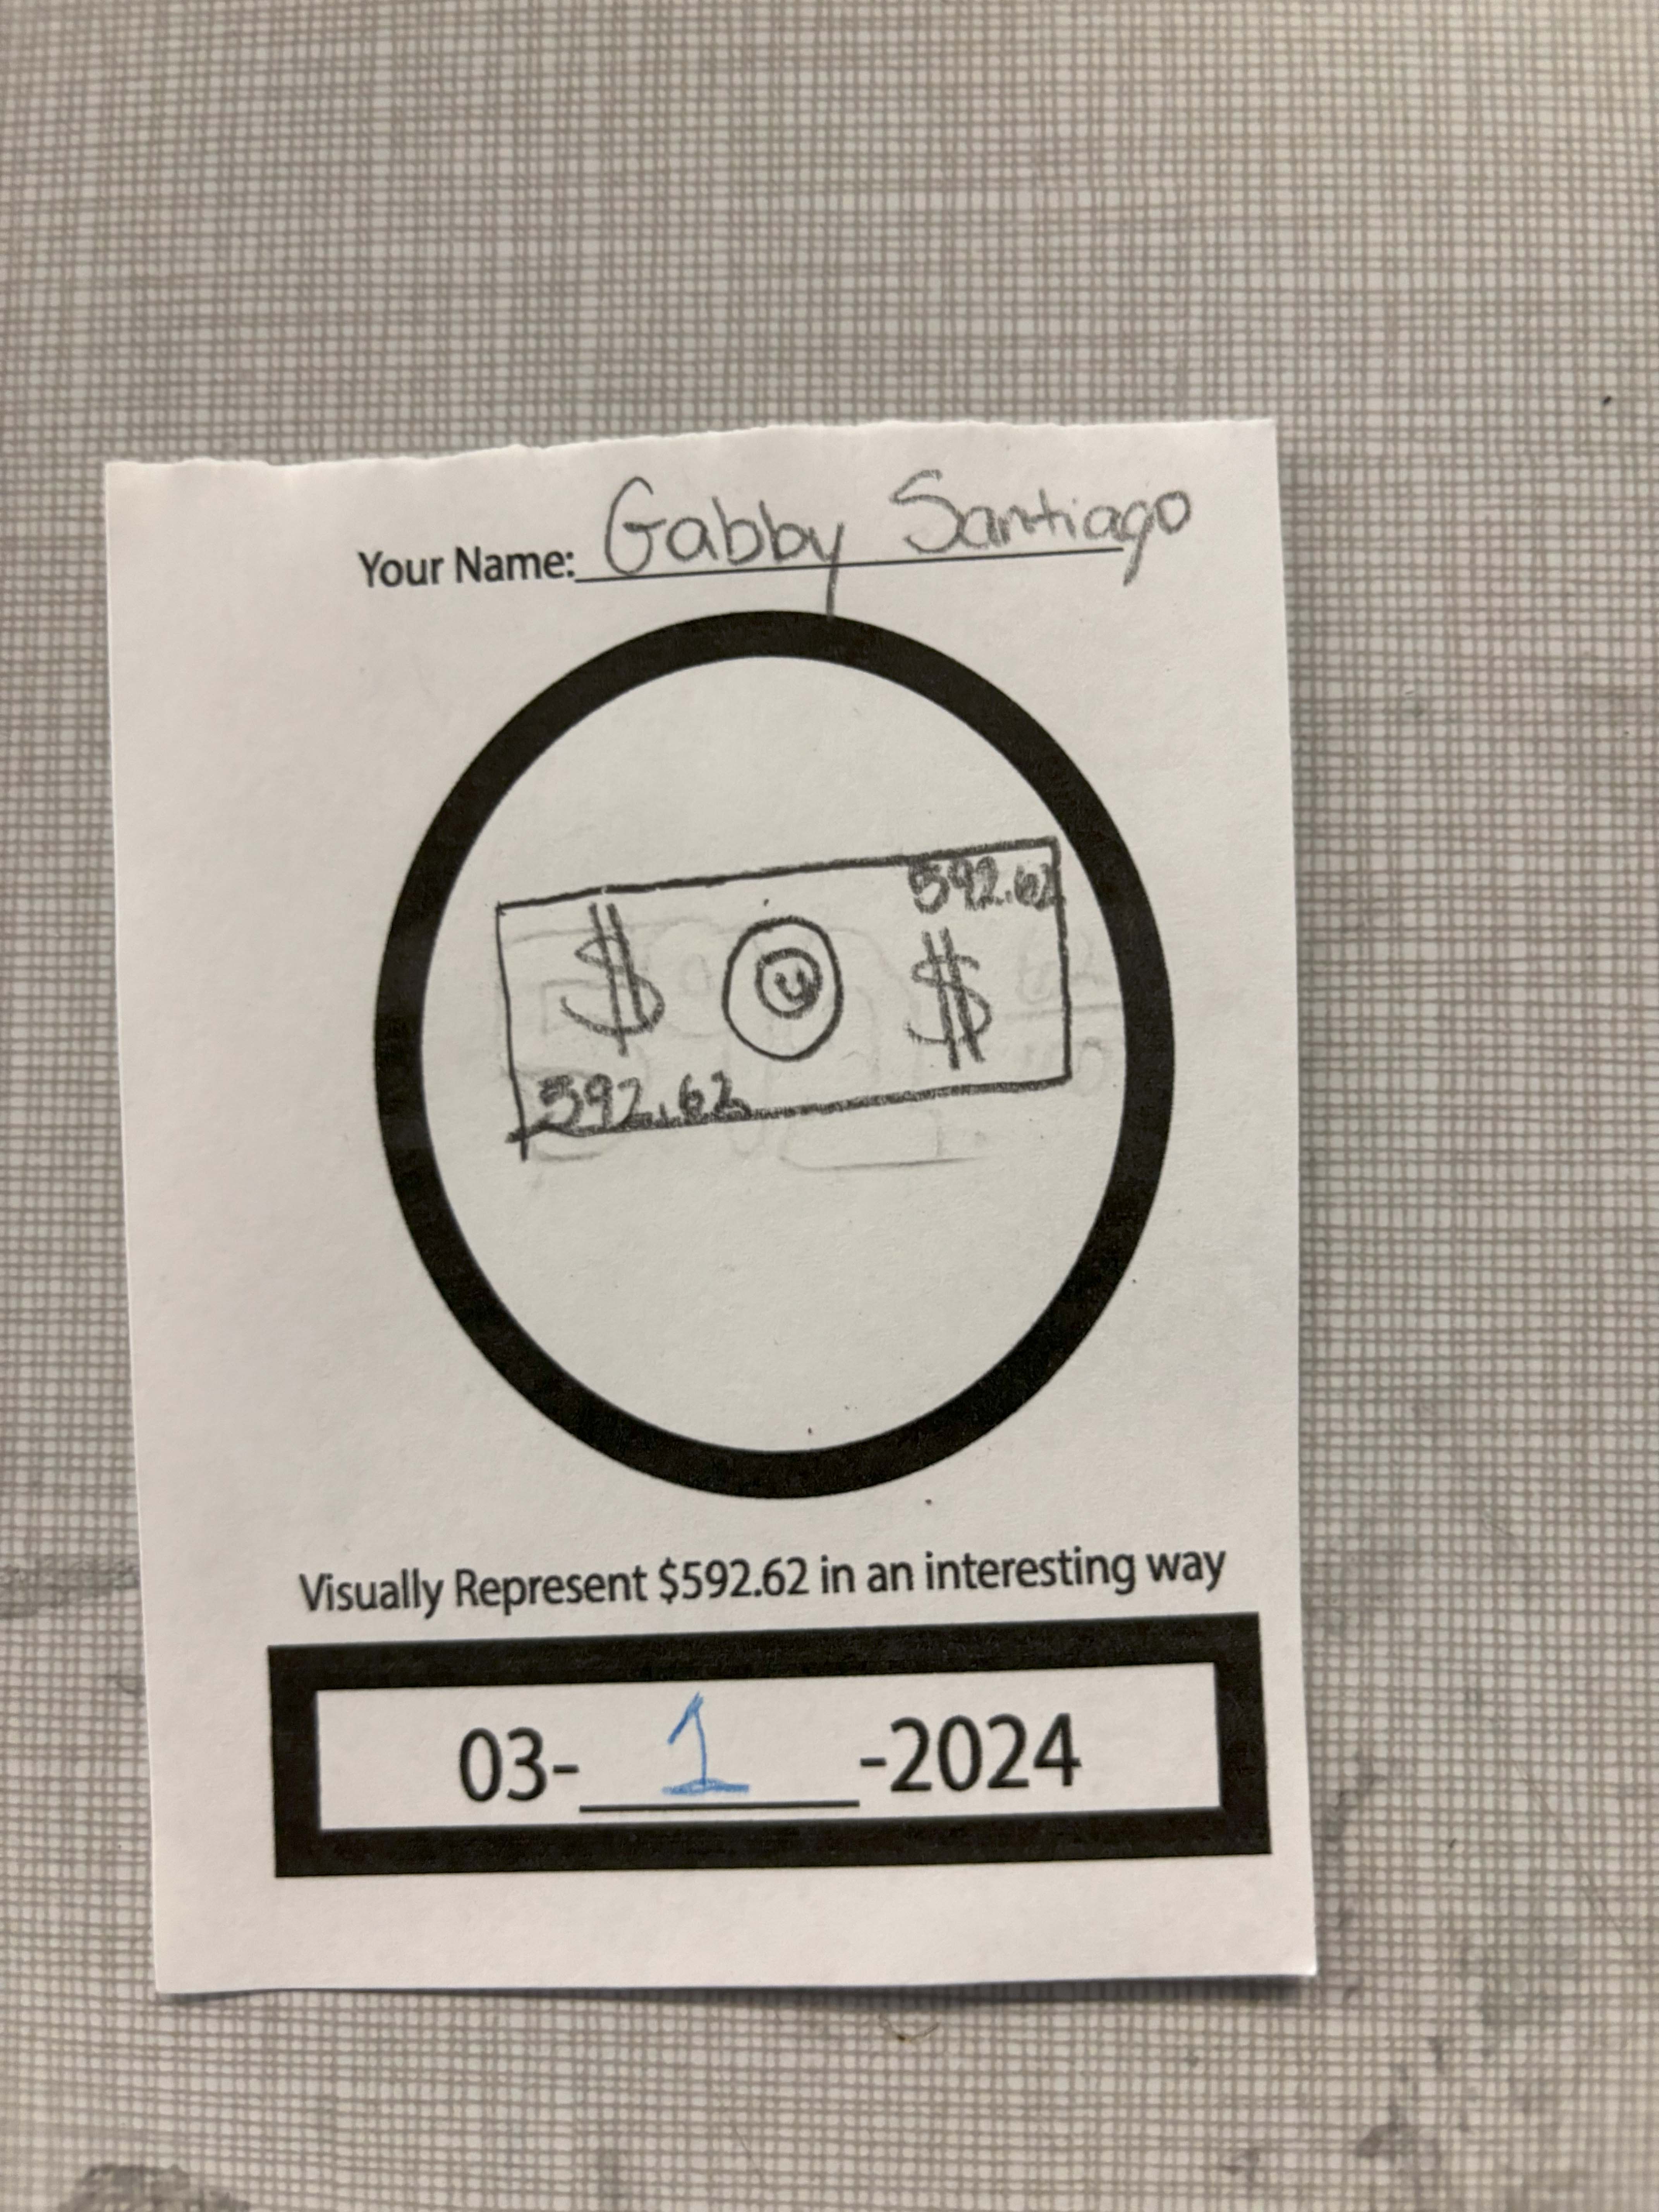 Your Name: Gabby Santiago
592.62
$ $
592.62
Visually Represent $592.62 in an interesting way
03- 1 -2024